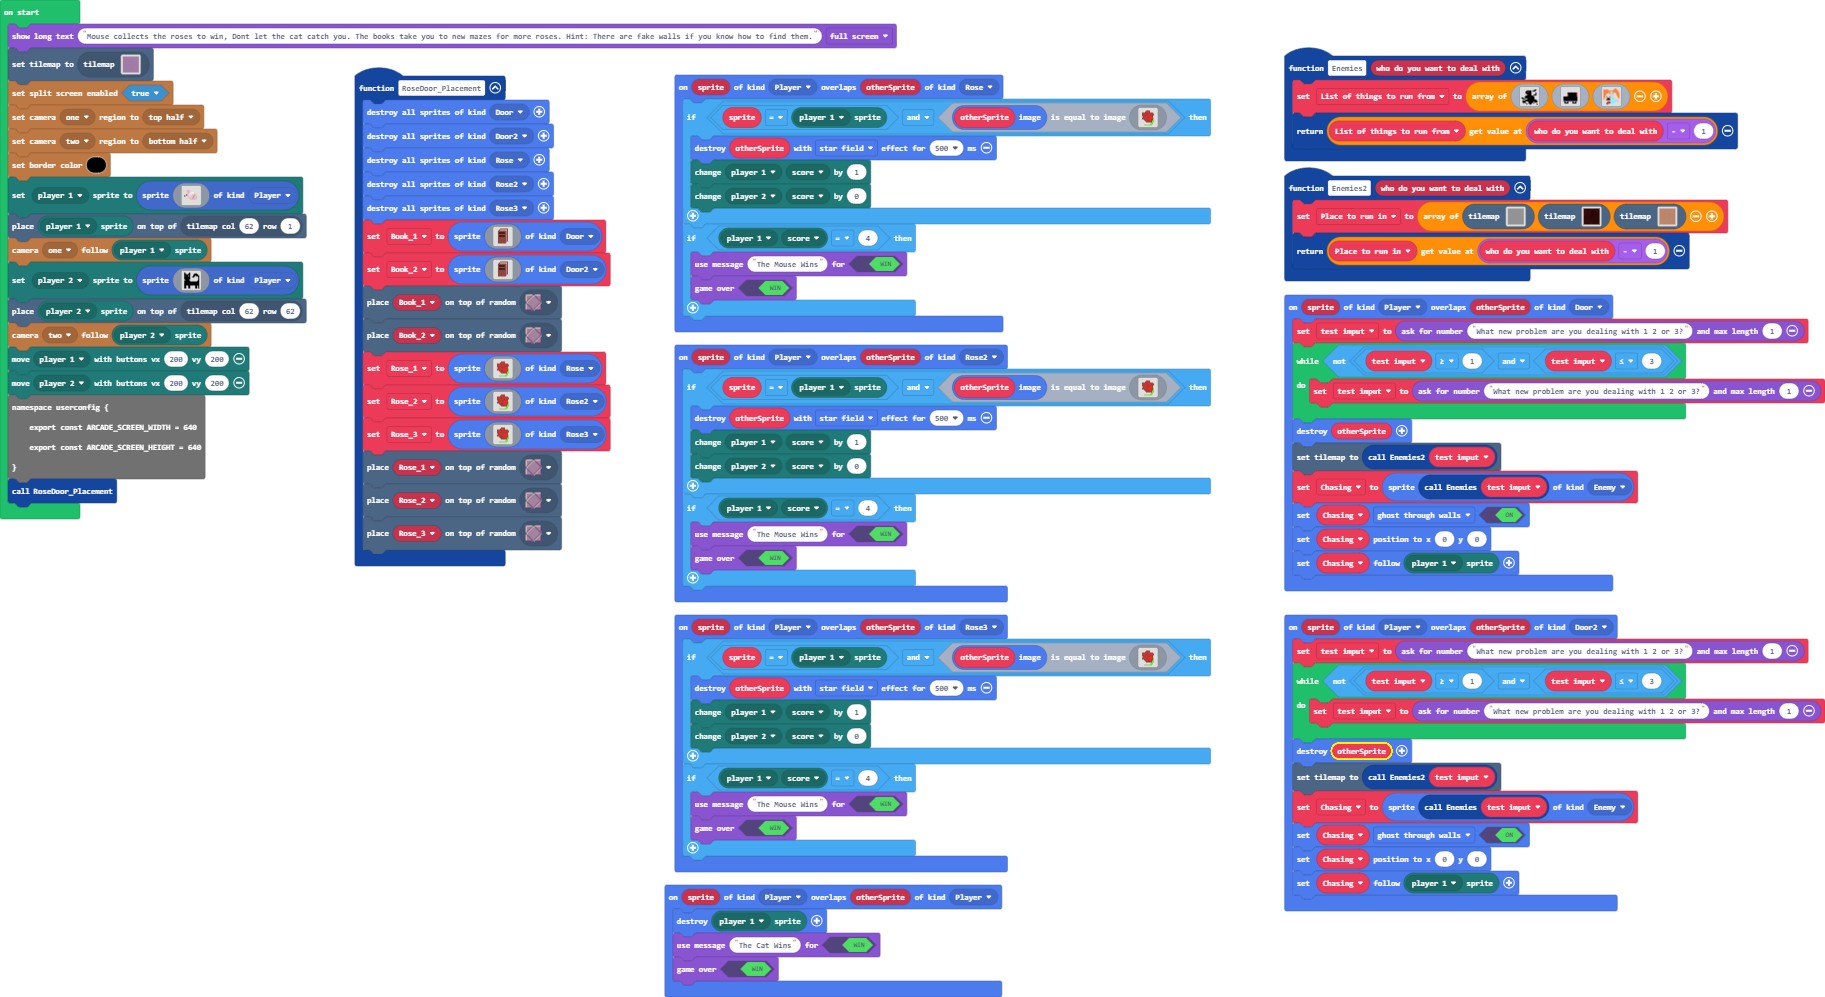 on start
show long text "Mouse collects the roses to win, Dont let the cat catch you. The books take you to new mazes for more roses. Hint: There are fake walls if you know how to find them." full screen
set tilemap to tilemap
set split screen enabled true
set camera one region to top half
set camera two region to bottom half
set border color
set player 1 sprite to sprite of kind Player
place player 1 sprite on top of tilemap col 62 row 1
camera one follow player 1 sprite
set player 2 sprite to sprite of kind Player
place player 2 sprite on top of tilemap col 62 row 62
camera two follow player 2 sprite
move player 1 with buttons vx 200 vy 200
move player 2 with buttons vx 200 vy 200
namespace userconfig {
export const ARCADE_SCREEN_WIDTH = 640
export const ARCADE_SCREEN_HEIGHT = 640
}
call RoseDoor_Placement
function RoseDoor_Placement
destroy all sprites of kind Door
destroy all sprites of kind Door2
destroy all sprites of kind Rose
destroy all sprites of kind Rose2
destroy all sprites of kind Rose3
set Book_1 to sprite of kind Door
set Book_2 to sprite of kind Door2
place Book_1 on top of random
place Book_2 on top of random
set Rose_1 to sprite of kind Rose
set Rose_2 to sprite of kind Rose2
set Rose_3 to sprite of kind Rose3
place Rose_1 on top of random
place Rose_2 on top of random
place Rose_3 on top of random
on sprite of kind Player overlaps otherSprite of kind Rose
if sprite = player 1 sprite and otherSprite image is equal to image then
destroy otherSprite with star field effect for 500 ms
change player 1 score by 1
change player 2 score by 0
if player 1 score = 4 then
use message "The Mouse Wins" for WIN
game over WIN
on sprite of kind Player overlaps otherSprite of kind Rose2
if sprite = player 1 sprite and otherSprite image is equal to image then
destroy otherSprite with star field effect for 500 ms
change player 1 score by 1
change player 2 score by 0
if player 1 score = 4 then
use message "The Mouse Wins" for WIN
game over WIN
on sprite of kind Player overlaps otherSprite of kind Rose3
if sprite = player 1 sprite and otherSprite image is equal to image then
destroy otherSprite with star field effect for 500 ms
change player 1 score by 1
change player 2 score by 0
if player 1 score = 4 then
use message "The Mouse Wins" for WIN
game over WIN
on sprite of kind Player overlaps otherSprite of kind Player
destroy player 1 sprite
use message "The Cat Wins" for WIN
game over WIN
function Enemies who do you want to deal with
set List of things to run from to array of
return List of things to run from get value at who do you want to deal with - 1
function Enemies2 who do you want to deal with
set Place to run in to array of tilemap tilemap tilemap
return Place to run in get value at who do you want to deal with - 1
on sprite of kind Player overlaps otherSprite of kind Door
set test imput to ask for number "What new problem are you dealing with 1 2 or 3?" and max length 1
while not test imput ≥ 1 and test imput ≤ 3
do set test imput to ask for number "What new problem are you dealing with 1 2 or 3?" and max length 1
destroy otherSprite
set tilemap to call Enemies2 test imput
set Chasing to sprite call Enemies test imput of kind Enemy
set Chasing ghost through walls ON
set Chasing position to x 0 y 0
set Chasing follow player 1 sprite
on sprite of kind Player overlaps otherSprite of kind Door2
set test imput to ask for number "What new problem are you dealing with 1 2 or 3?" and max length 1
while not test imput ≥ 1 and test imput ≤ 3
do set test imput to ask for number "What new problem are you dealing with 1 2 or 3?" and max length 1
destroy otherSprite
set tilemap to call Enemies2 test imput
set Chasing to sprite call Enemies test imput of kind Enemy
set Chasing ghost through walls ON
set Chasing position to x 0 y 0
set Chasing follow player 1 sprite